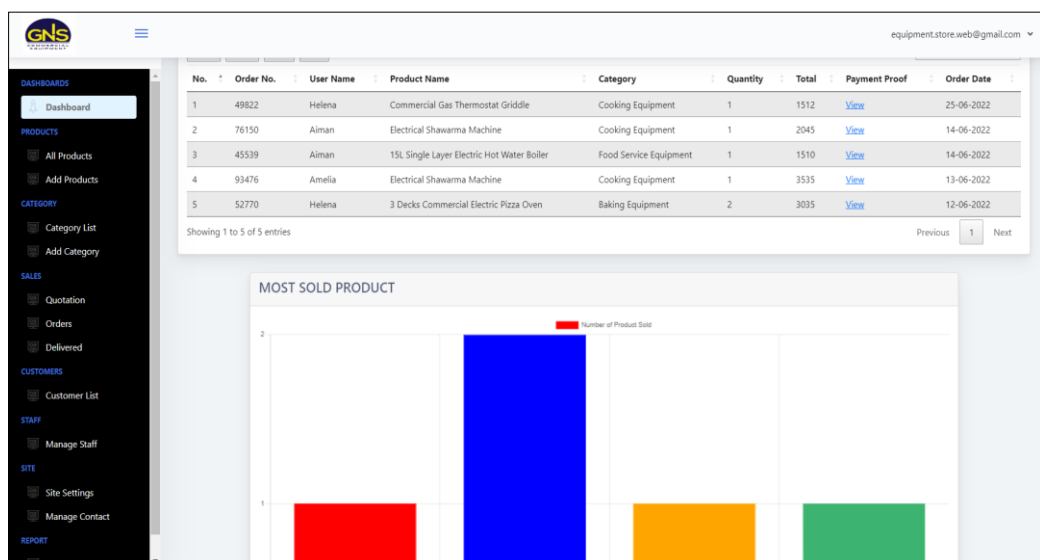 GNS
COMMERCIAL
EQUIPMENT
equipment.store.web@gmail.com
DASHBOARDS
Dashboard
PRODUCTS
All Products
Add Products
CATEGORY
Category List
Add Category
SALES
Quotation
Orders
Delivered
CUSTOMERS
Customer List
STAFF
Manage Staff
SITE
Site Settings
Manage Contact
REPORT
No. Order No. User Name Product Name Category Quantity Total Payment Proof Order Date
1 49822 Helena Commercial Gas Thermostat Griddle Cooking Equipment 1 1512 View 25-06-2022
2 76150 Aiman Electrical Shawarma Machine Cooking Equipment 1 2045 View 14-06-2022
3 45539 Aiman 15L Single Layer Electric Hot Water Boiler Food Service Equipment 1 1510 View 14-06-2022
4 93476 Amelia Electrical Shawarma Machine Cooking Equipment 1 3535 View 13-06-2022
5 52770 Helena 3 Decks Commercial Electric Pizza Oven Baking Equipment 2 3035 View 12-06-2022
Showing 1 to 5 of 5 entries Previous 1 Next
MOST SOLD PRODUCT
Number of Product Sold
2
1